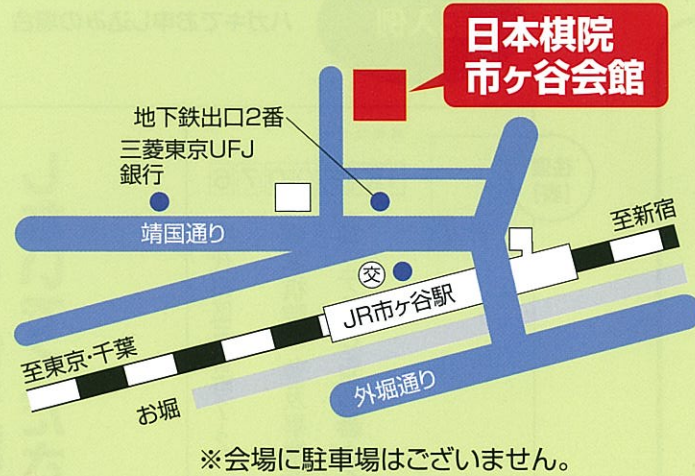 日本棋院
市ヶ谷会館
地下鉄出口2番
三菱東京UFJ
銀行
靖国通り
至新宿
交
JR市ヶ谷駅
至東京・千葉
外堀通り
お堀
※会場に駐車場はございません。